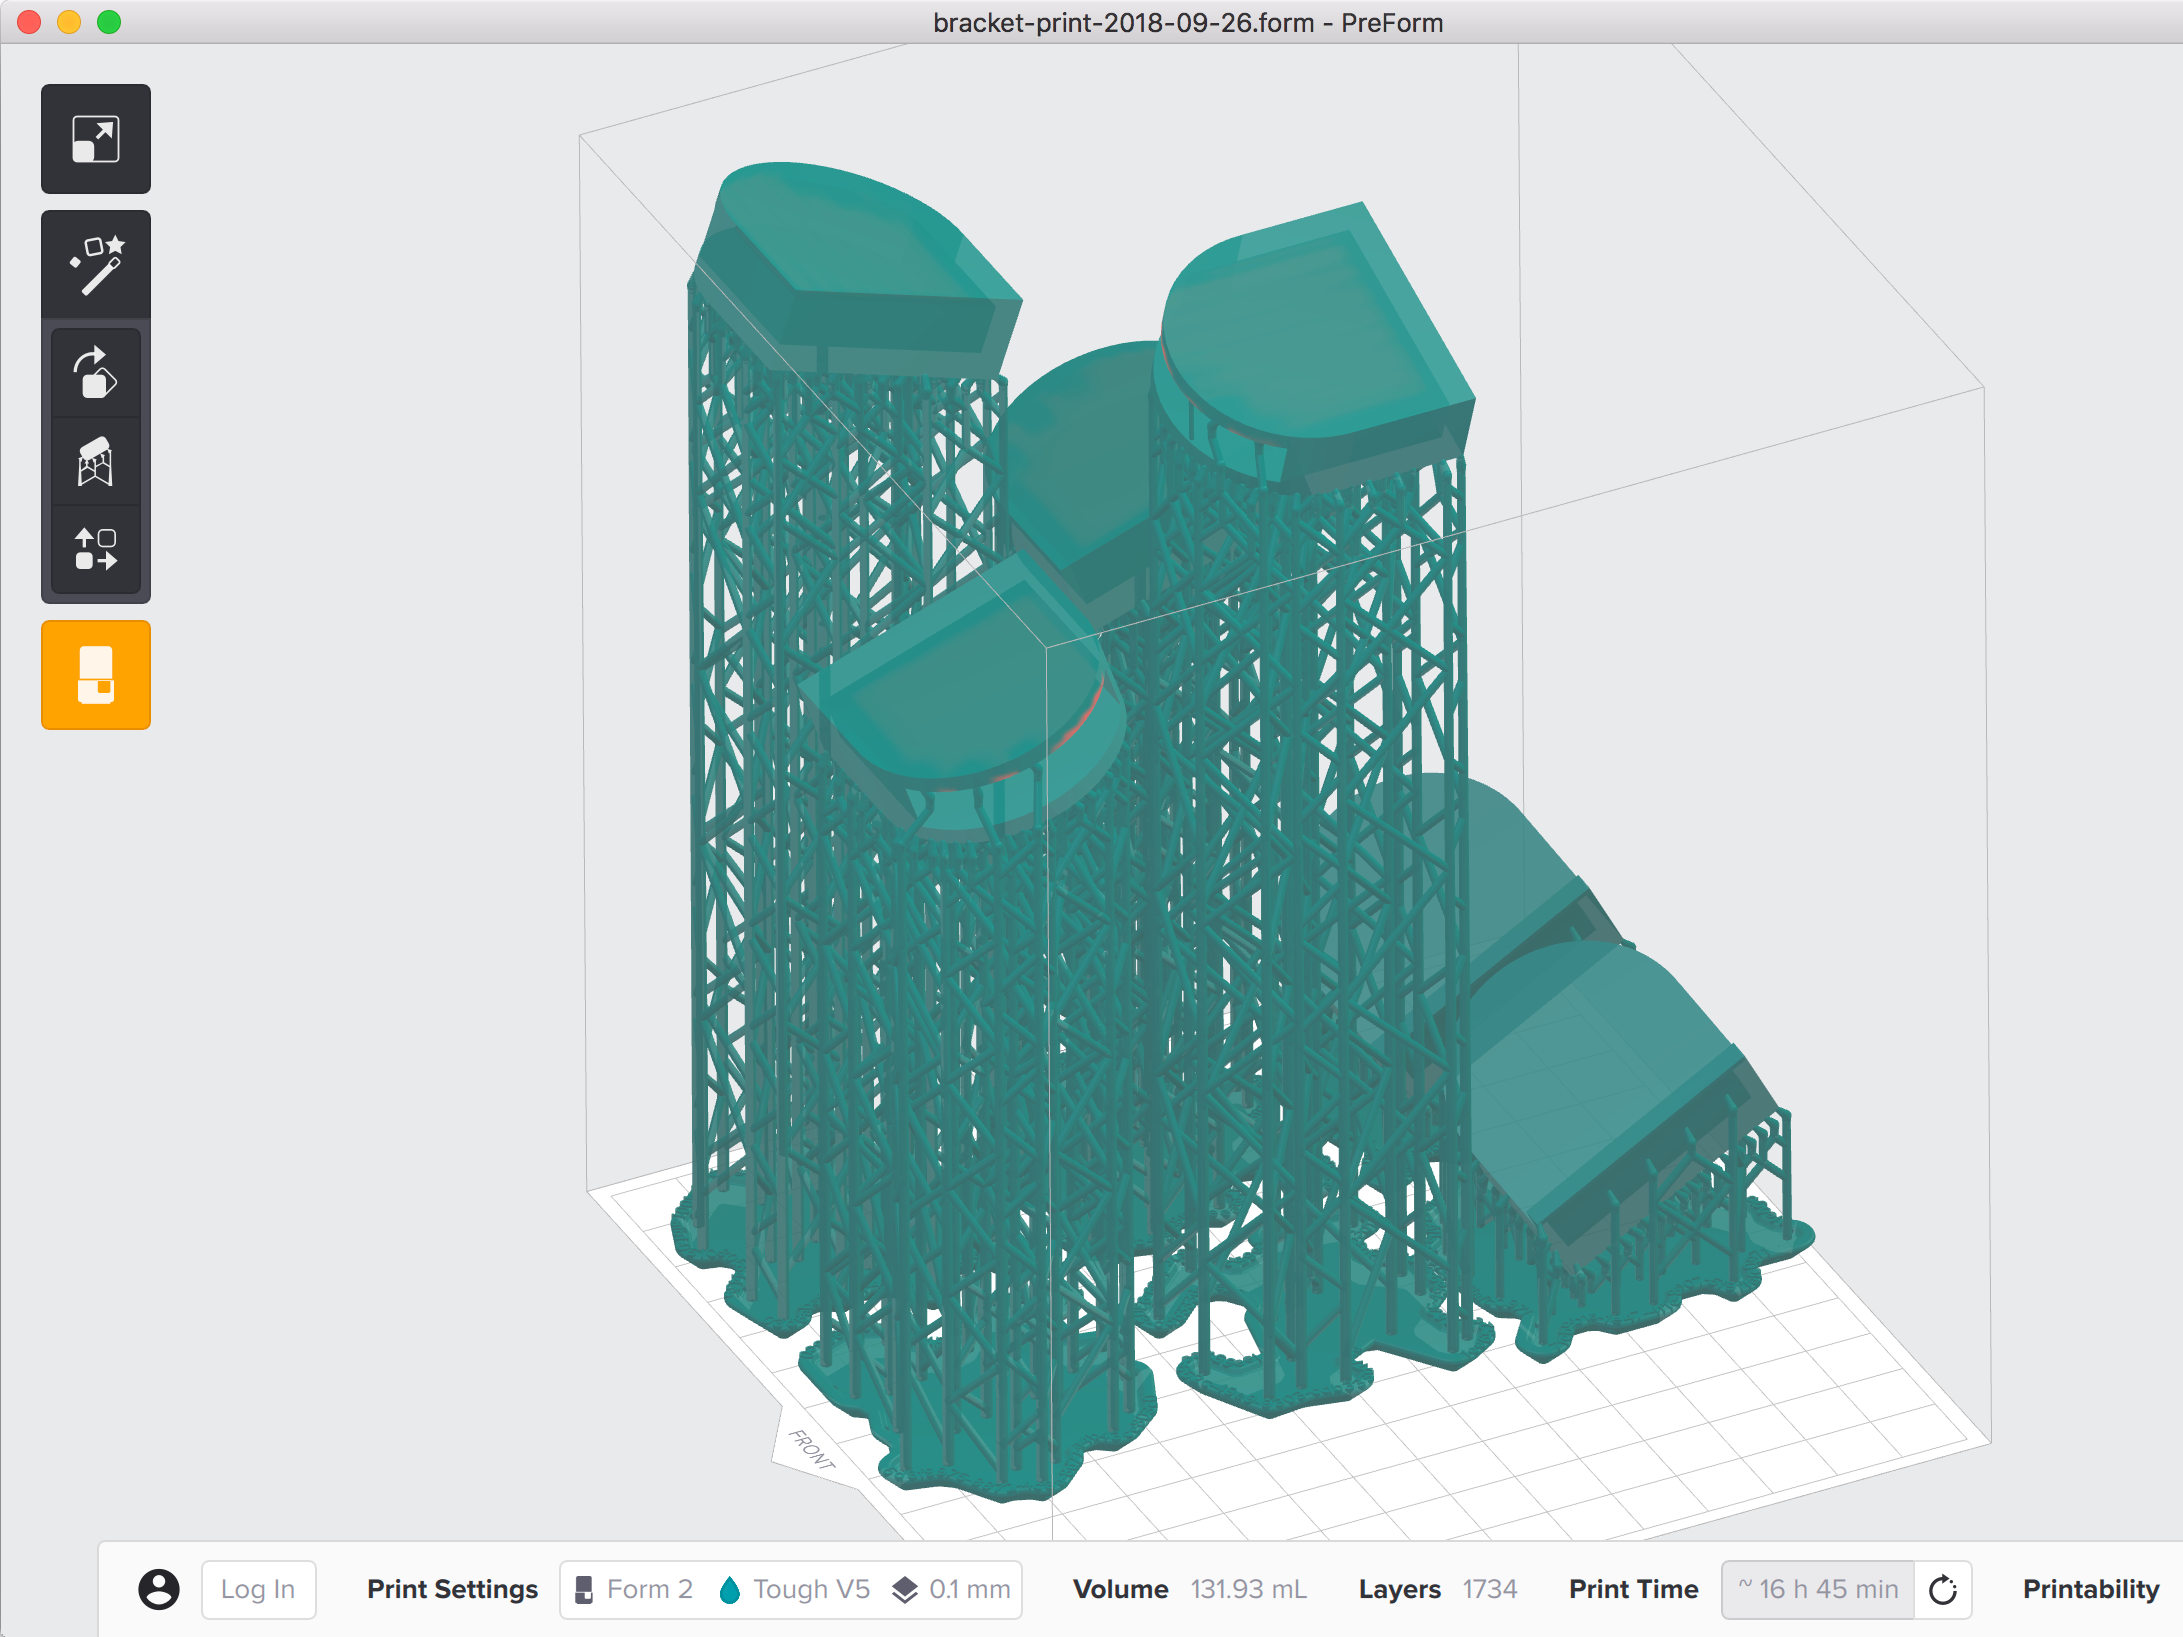 bracket-print-2018-09-26.form - PreForm
FRONT
Log In
Print Settings
Form 2
Tough V5
0.1 mm
Volume 131.93 mL
Layers 1734
Print Time ~ 16 h 45 min
Printability